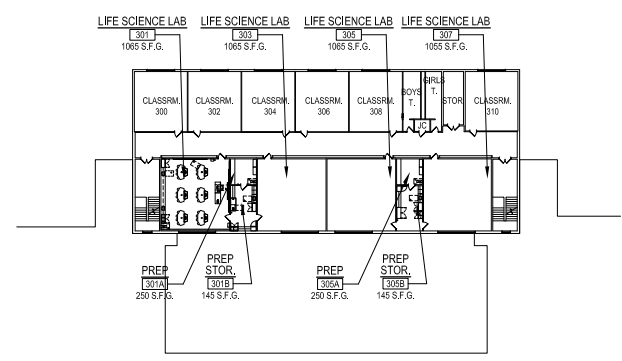 LIFE SCIENCE LAB
301
1065 S.F.G.
LIFE SCIENCE LAB
303
1065 S.F.G.
LIFE SCIENCE LAB
305
1065 S.F.G.
LIFE SCIENCE LAB
307
1055 S.F.G.
CLASSRM.
300
CLASSRM.
302
CLASSRM.
304
CLASSRM.
306
CLASSRM.
308
BOYS
T.
GIRLS
T.
JC
STOR.
CLASSRM.
310
PREP
301A
250 S.F.G.
PREP
STOR.
301B
145 S.F.G.
PREP
305A
250 S.F.G.
PREP
STOR.
305B
145 S.F.G.